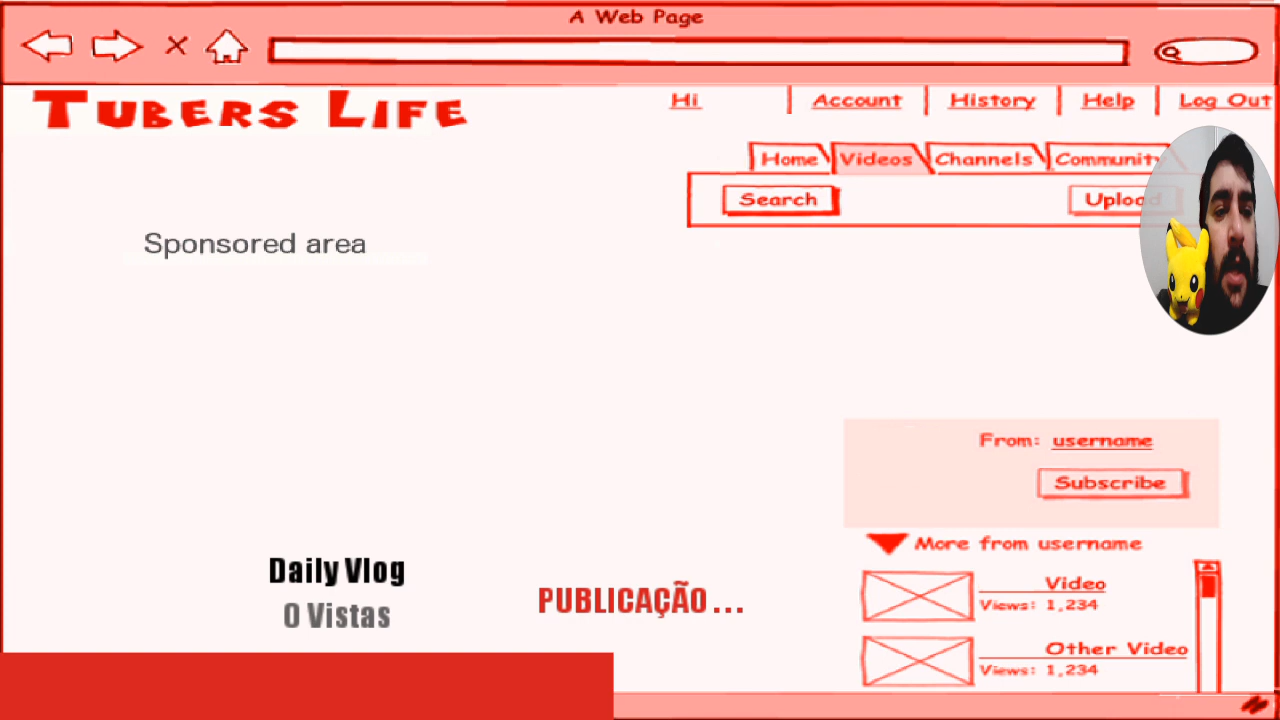 A Web Page
TUBERS LIFE
Hi
Account
History
Help
Log Out
Home
Videos
Channels
Community
Search
Upload
Sponsored area
From: username
Subscribe
More from username
Daily Vlog
0 Vistas
PUBLICAÇÃO ...
Video
Views: 1,234
Other Video
Views: 1,234